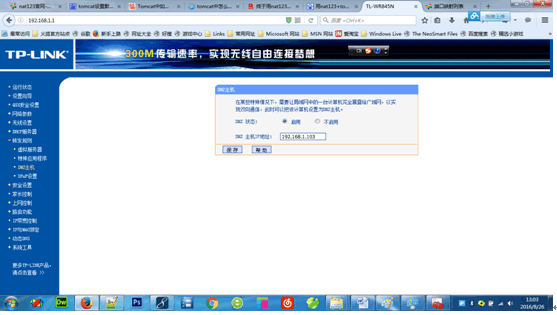 nat123官网...
tomcat设置默...
Tomcat中如...
tomcat中怎么...
关于用nat123...
用nat123+to...
TL-WR845N
端口映射列表
192.168.1.1
百度 <Ctrl+K>
最常访问 火狐官方站点 谷歌 新手上路 网址大全 好搜 游戏中心 Links 常用网址 Microsoft 网站 MSN 网站 爱淘宝 Windows Live The NeoSmart Files 百度搜索 精选小游戏
TP-LINK
300M传输速率，实现无线自由连接梦想
运行状态
设置向导
QSS安全设置
网络参数
无线设置
DHCP服务器
转发规则
虚拟服务器
特殊应用程序
DMZ主机
UPnP设置
安全设置
家长控制
上网控制
路由功能
IP带宽控制
IP与MAC绑定
动态DNS
系统工具
更多TP-LINK产品，
请点击查看 >>
DMZ主机
在某些特殊情况下，需要让局域网中的一台计算机完全暴露给广域网，以实
现双向通信，此时可以把该计算机设置为DMZ主机。
DMZ 状态： 启用 不启用
DMZ 主机IP地址： 192.168.1.103
保 存 帮 助
13:03
2016/8/26